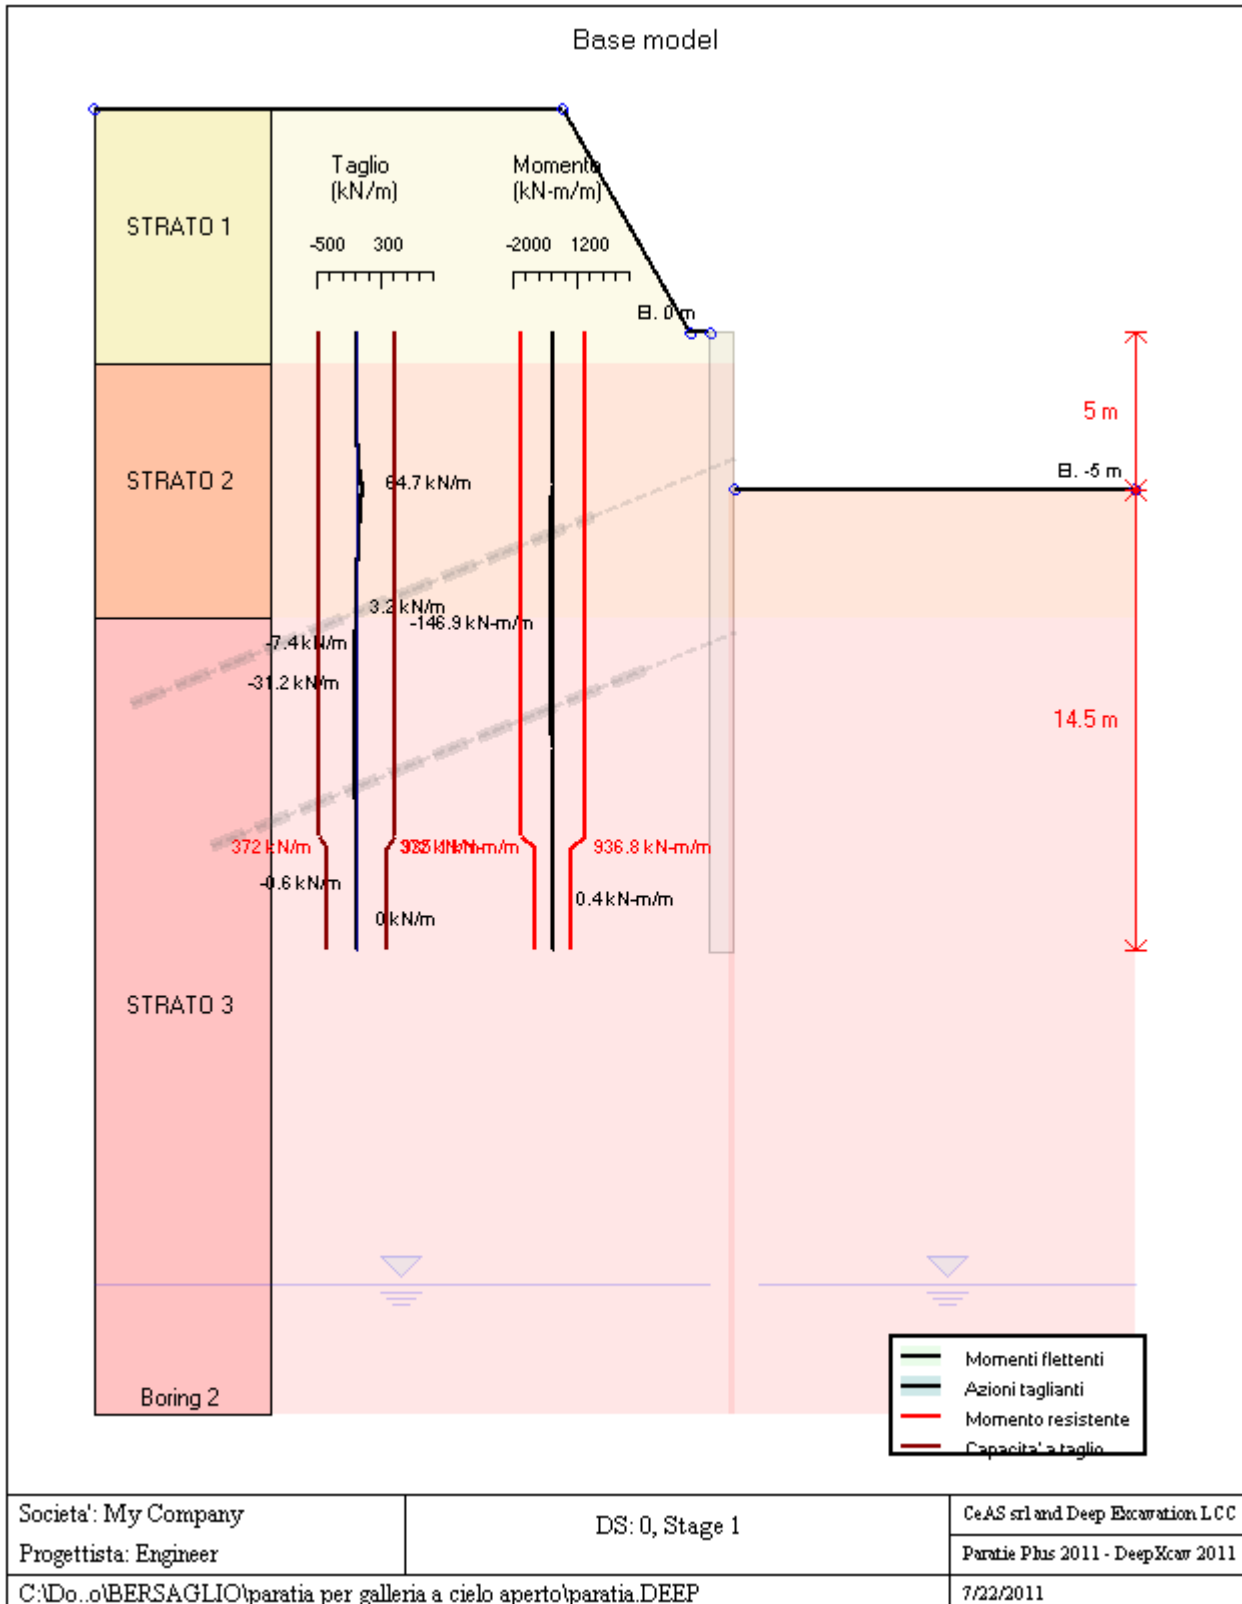 Base model
Taglio
(kN/m)
Momento
(kN-m/m)
STRATO 1
-500 300
-2000 1200
El. 0 m
5 m
El. -5 m
STRATO 2
64.7 kN/m
3.2 kN/m
-146.9 kN-m/m
-7.4 kN/m
-31.2 kN/m
14.5 m
372 kN/m
936.8 kN-m/m
-0.6 kN/m
0.4 kN-m/m
0 kN/m
STRATO 3
Boring 2
Momenti flettenti
Azioni taglianti
Momento resistente
Capacita' a taglio
Societa': My Company
Progettista: Engineer
DS: 0, Stage 1
CeAS srl and Deep Excavation LCC
Paratie Plus 2011 - DeepXcav 2011
C:\Do..o\BERSAGLIO\paratia per galleria a cielo aperto\paratia.DEEP
7/22/2011